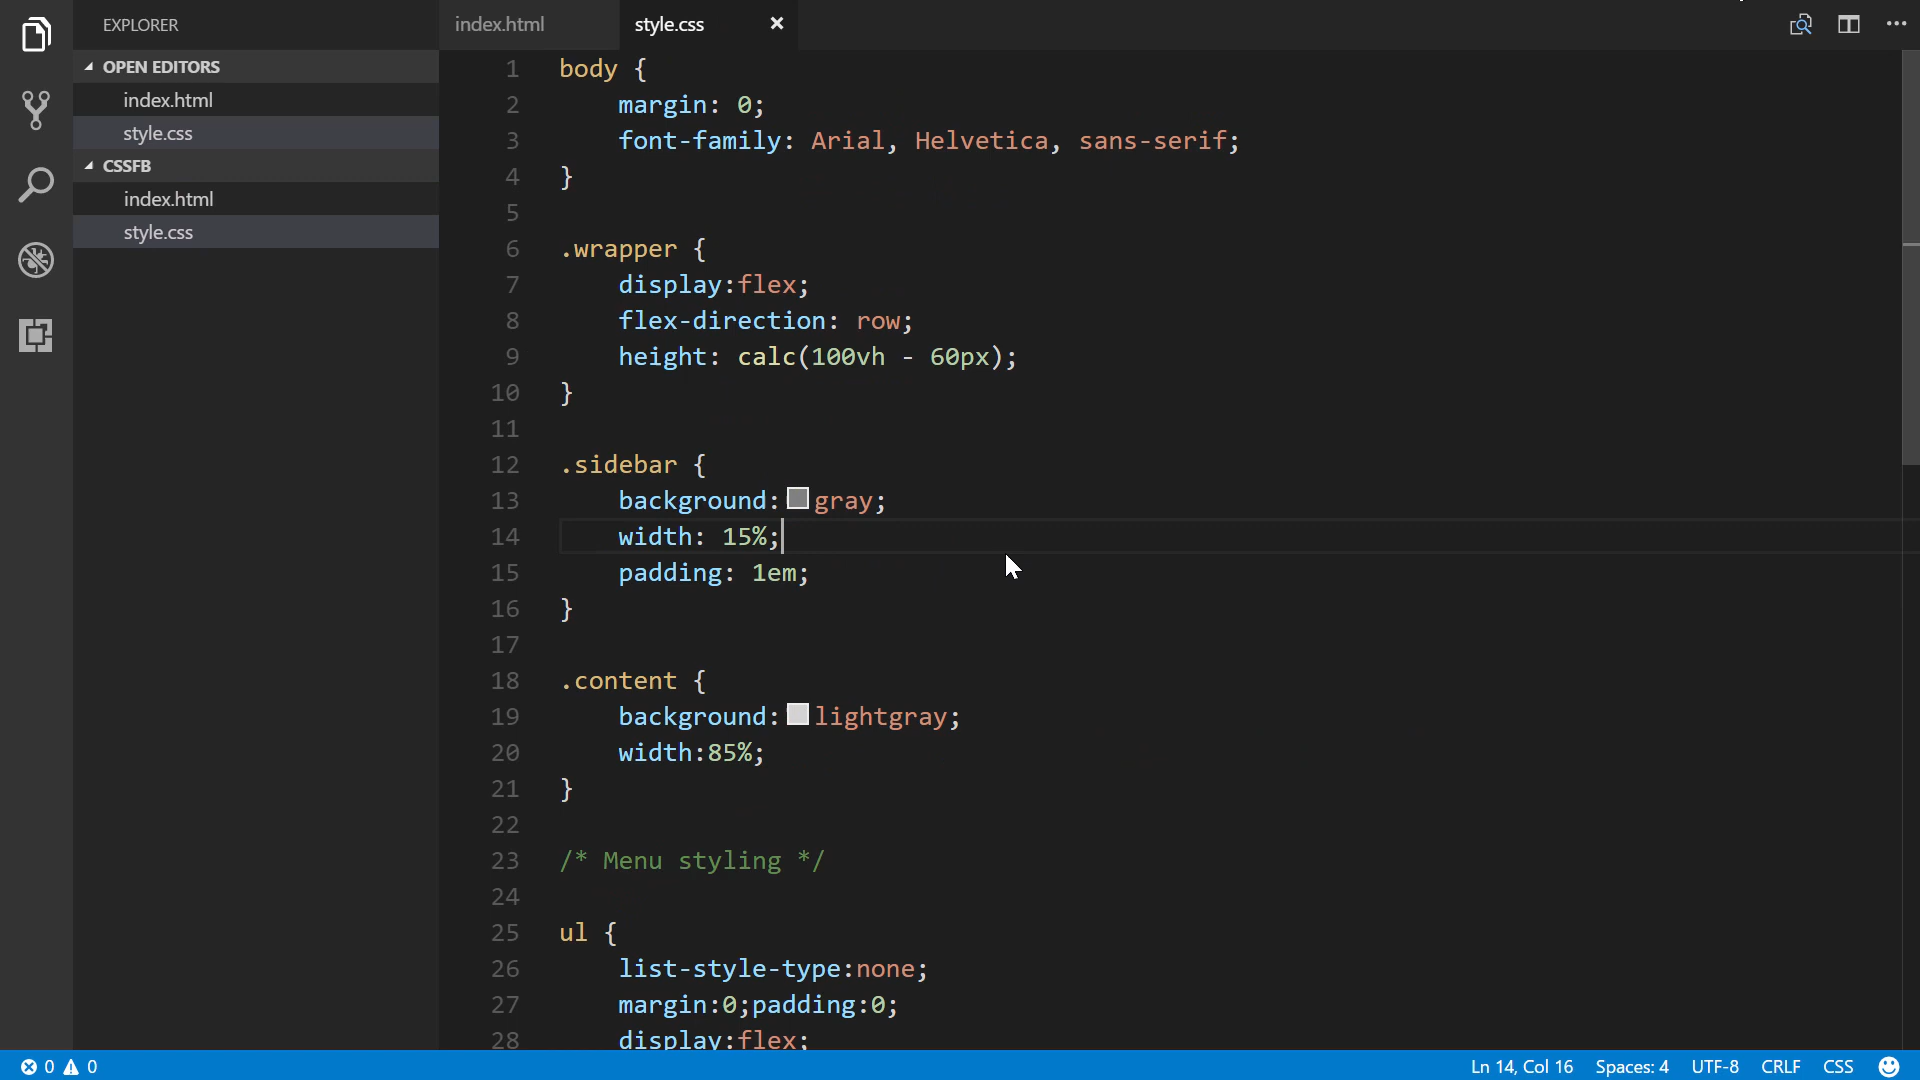 EXPLORER
OPEN EDITORS
index.html
style.css
CSSFB
index.html
style.css
index.html style.css
1 body {
2 margin: 0;
3 font-family: Arial, Helvetica, sans-serif;
4 }
5
6 .wrapper {
7 display:flex;
8 flex-direction: row;
9 height: calc(100vh - 60px);
10 }
11
12 .sidebar {
13 background:gray;
14 width: 15%;
15 padding: 1em;
16 }
17
18 .content {
19 background:lightgray;
20 width:85%;
21 }
22
23 /* Menu styling */
24
25 ul {
26 list-style-type:none;
27 margin:0;padding:0;
28 display:flex;
0 0 Ln 14, Col 16 Spaces: 4 UTF-8 CRLF CSS